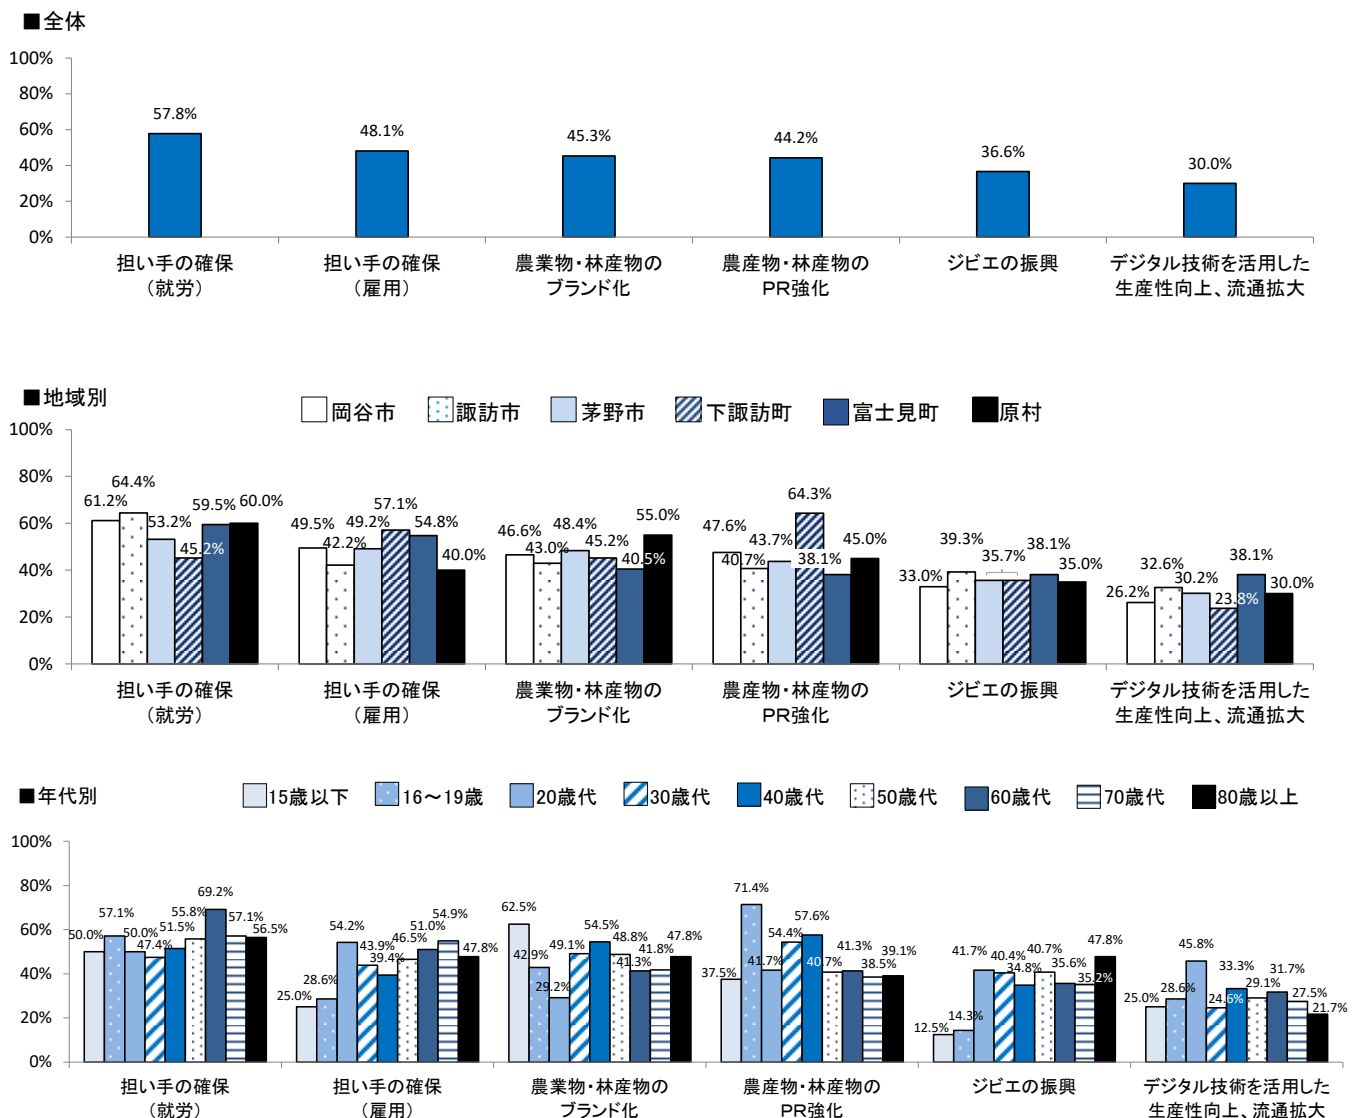 ■全体
100%
80%
60%
40%
20%
0%
57.8%
48.1%
45.3%
44.2%
36.6%
30.0%
担い手の確保
（就労）
担い手の確保
（雇用）
農業物・林産物の
ブランド化
農産物・林産物の
PR強化
ジビエの振興
デジタル技術を活用した
生産性向上、流通拡大
■地域別
岡谷市 諏訪市 茅野市 下諏訪町 富士見町 原村
100%
80%
60%
40%
20%
0%
61.2% 64.4% 53.2% 45.2% 59.5% 60.0%
49.5% 42.2% 49.2% 57.1% 54.8% 40.0%
46.6% 43.0% 48.4% 45.2% 40.5% 55.0%
47.6% 40.7% 43.7% 64.3% 38.1% 45.0%
33.0% 39.3% 35.7% 38.1% 35.0%
26.2% 32.6% 30.2% 23.8% 38.1% 30.0%
担い手の確保
（就労）
担い手の確保
（雇用）
農業物・林産物の
ブランド化
農産物・林産物の
PR強化
ジビエの振興
デジタル技術を活用した
生産性向上、流通拡大
■年代別
15歳以下 16～19歳 20歳代 30歳代 40歳代 50歳代 60歳代 70歳代 80歳以上
100%
80%
60%
40%
20%
0%
50.0% 57.1% 50.0% 47.4% 51.5% 55.8% 69.2% 57.1% 56.5%
25.0% 28.6% 54.2% 43.9% 39.4% 46.5% 51.0% 54.9% 47.8%
62.5% 42.9% 29.2% 49.1% 54.5% 48.8% 41.3% 41.8% 47.8%
37.5% 71.4% 41.7% 54.4% 57.6% 40.7% 41.3% 38.5% 39.1%
12.5% 14.3% 41.7% 40.4% 34.8% 40.7% 35.6% 35.2% 47.8%
25.0% 28.6% 45.8% 24.6% 33.3% 29.1% 31.7% 27.5% 21.7%
担い手の確保
（就労）
担い手の確保
（雇用）
農業物・林産物の
ブランド化
農産物・林産物の
PR強化
ジビエの振興
デジタル技術を活用した
生産性向上、流通拡大